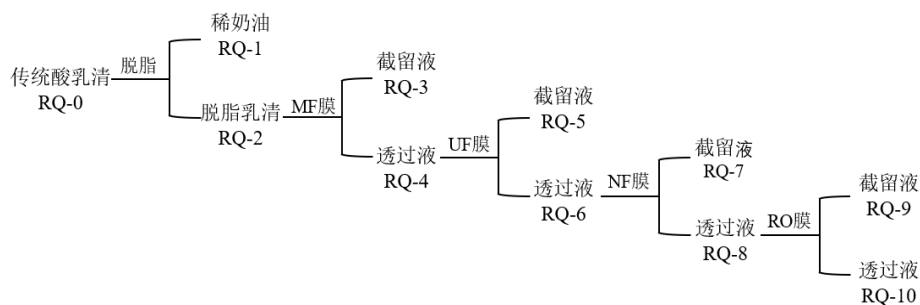 传统酸乳清
RQ-0
脱脂
稀奶油
RQ-1
脱脂乳清
RQ-2
MF膜
截留液
RQ-3
透过液
RQ-4
UF膜
截留液
RQ-5
透过液
RQ-6
NF膜
截留液
RQ-7
透过液
RQ-8
RO膜
截留液
RQ-9
透过液
RQ-10